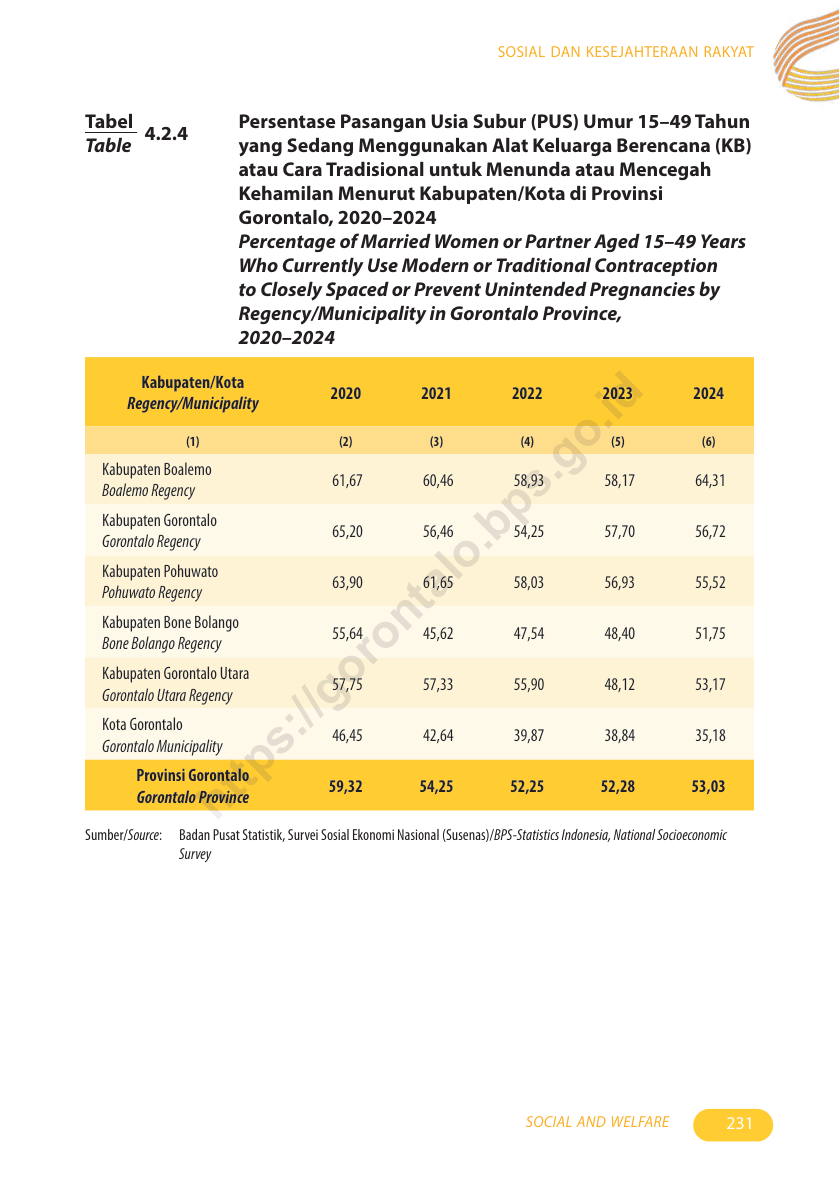 SOSIAL DAN KESEJAHTERAAN RAKYAT
Tabel
Table
4.2.4
Persentase Pasangan Usia Subur (PUS) Umur 15–49 Tahun
yang Sedang Menggunakan Alat Keluarga Berencana (KB)
atau Cara Tradisional untuk Menunda atau Mencegah
Kehamilan Menurut Kabupaten/Kota di Provinsi
Gorontalo, 2020–2024
Percentage of Married Women or Partner Aged 15–49 Years
Who Currently Use Modern or Traditional Contraception
to Closely Spaced or Prevent Unintended Pregnancies by
Regency/Municipality in Gorontalo Province,
2020–2024
Kabupaten/Kota
Regency/Municipality
2020 2021 2022 2023 2024
(1) (2) (3) (4) (5) (6)
Kabupaten Boalemo
Boalemo Regency
61,67 60,46 58,93 58,17 64,31
Kabupaten Gorontalo
Gorontalo Regency
65,20 56,46 54,25 57,70 56,72
Kabupaten Pohuwato
Pohuwato Regency
63,90 61,65 58,03 56,93 55,52
Kabupaten Bone Bolango
Bone Bolango Regency
55,64 45,62 47,54 48,40 51,75
Kabupaten Gorontalo Utara
Gorontalo Utara Regency
57,75 57,33 55,90 48,12 53,17
Kota Gorontalo
Gorontalo Municipality
46,45 42,64 39,87 38,84 35,18
Provinsi Gorontalo
Gorontalo Province
59,32 54,25 52,25 52,28 53,03
Sumber/Source: Badan Pusat Statistik, Survei Sosial Ekonomi Nasional (Susenas)/BPS-Statistics Indonesia, National Socioeconomic
Survey
https://gorontalo.bps.go.id
SOCIAL AND WELFARE
231